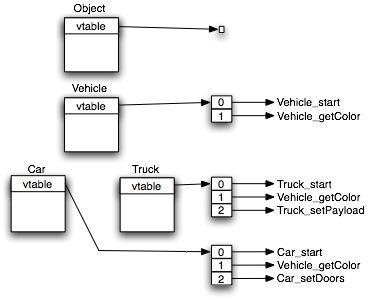 Object
vtable
Vehicle
vtable
0 Vehicle_start
1 Vehicle_getColor
Car
vtable
Truck
vtable
0 Truck_start
1 Vehicle_getColor
2 Truck_setPayload
0 Car_start
1 Vehicle_getColor
2 Car_setDoors